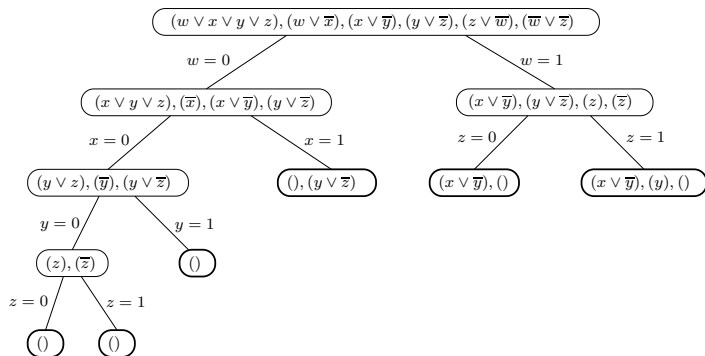 (w ∨ x ∨ y ∨ z), (w ∨ x̅), (x ∨ y̅), (y ∨ z̅), (z ∨ w̅), (w̅ ∨ z̅)
w = 0 w = 1
(x ∨ y ∨ z), (x̅), (x ∨ y̅), (y ∨ z̅) (x ∨ y̅), (y ∨ z̅), (z), (z̅)
x = 0 x = 1 z = 0 z = 1
(y ∨ z), (y̅), (y ∨ z̅) (), (y ∨ z̅) (x ∨ y̅), () (x ∨ y̅), (y), ()
y = 0 y = 1
(z), (z̅) ()
z = 0 z = 1
() ()